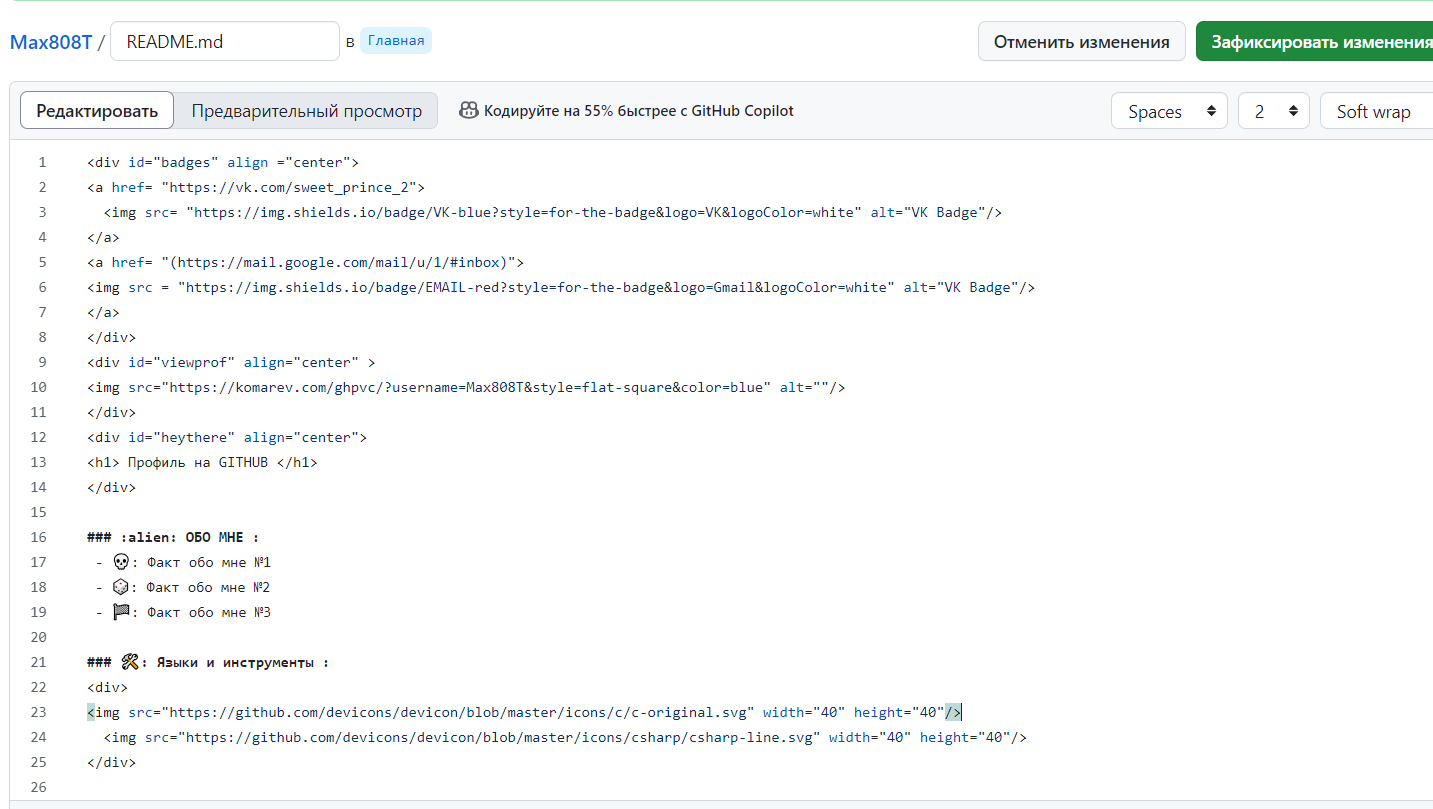 Max808T / README.md в Главная Отменить изменения Зафиксировать изменения
Редактировать Предварительный просмотр Кодируйте на 55% быстрее с GitHub Copilot Spaces 2 Soft wrap
1 <div id="badges" align ="center">
2 <a href= "https://vk.com/sweet_prince_2">
3 <img src= "https://img.shields.io/badge/VK-blue?style=for-the-badge&logo=VK&logoColor=white" alt="VK Badge"/>
4 </a>
5 <a href= "(https://mail.google.com/mail/u/1/#inbox)">
6 <img src = "https://img.shields.io/badge/EMAIL-red?style=for-the-badge&logo=Gmail&logoColor=white" alt="VK Badge"/>
7 </a>
8 </div>
9 <div id="viewprof" align="center" >
10 <img src="https://komarev.com/ghpvc/?username=Max808T&style=flat-square&color=blue" alt=""/>
11 </div>
12 <div id="heythere" align="center">
13 <h1> Профиль на GITHUB </h1>
14 </div>
15
16 ### :alien: ОБО МНЕ :
17 - 💀: Факт обо мне №1
18 - 🎲: Факт обо мне №2
19 - 🏁: Факт обо мне №3
20
21 ### 🛠: Языки и инструменты :
22 <div>
23 <img src="https://github.com/devicons/devicon/blob/master/icons/c/c-original.svg" width="40" height="40"/>
24 <img src="https://github.com/devicons/devicon/blob/master/icons/csharp/csharp-line.svg" width="40" height="40"/>
25 </div>
26